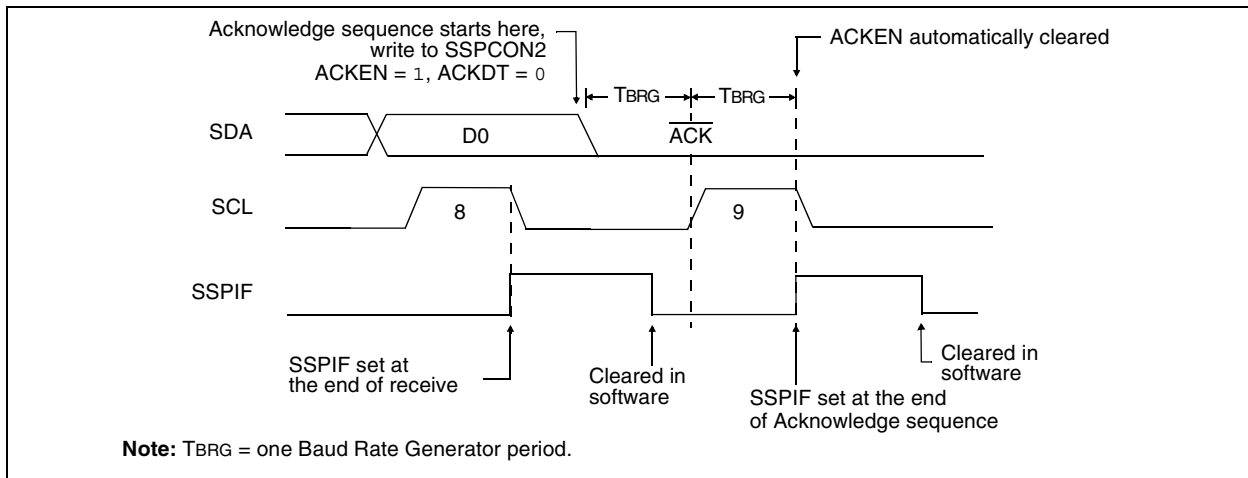 Acknowledge sequence starts here,
write to SSPCON2
ACKEN = 1, ACKDT = 0
ACKEN automatically cleared
TBRG
TBRG
SDA
D0
ACK
SCL
8
9
SSPIF
SSPIF set at
the end of receive
Cleared in
software
SSPIF set at the end
of Acknowledge sequence
Cleared in
software
Note: TBRG = one Baud Rate Generator period.